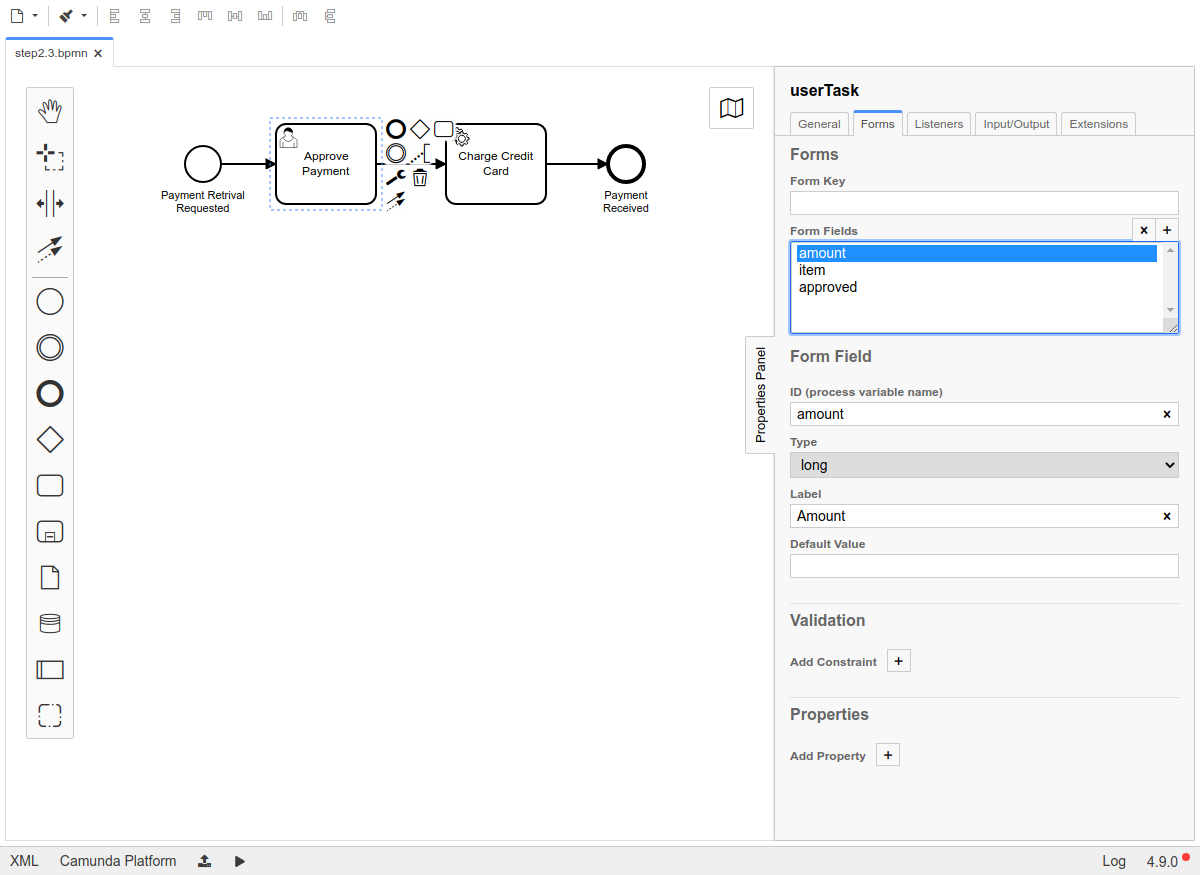 step2.3.bpmn
Payment Retrival
Requested
Approve
Payment
Charge Credit
Card
Payment
Received
Properties Panel
userTask
General
Forms
Listeners
Input/Output
Extensions
Forms
Form Key
Form Fields
amount
item
approved
Form Field
ID (process variable name)
amount
Type
long
Label
Amount
Default Value
Validation
Add Constraint
Properties
Add Property
XML
Camunda Platform
Log
4.9.0